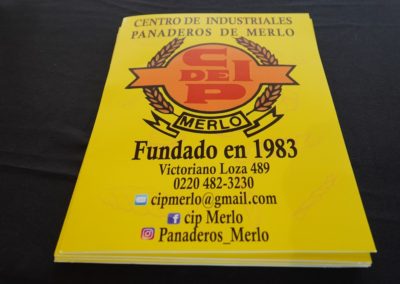 CENTRO DE INDUSTRIALES
PANADEROS DE MERLO
C DE I
P
MERLO
Fundado en 1983
Victoriano Loza 489
0220 482-3230
cipmerlo@gmail.com
cip Merlo
Panaderos_Merlo